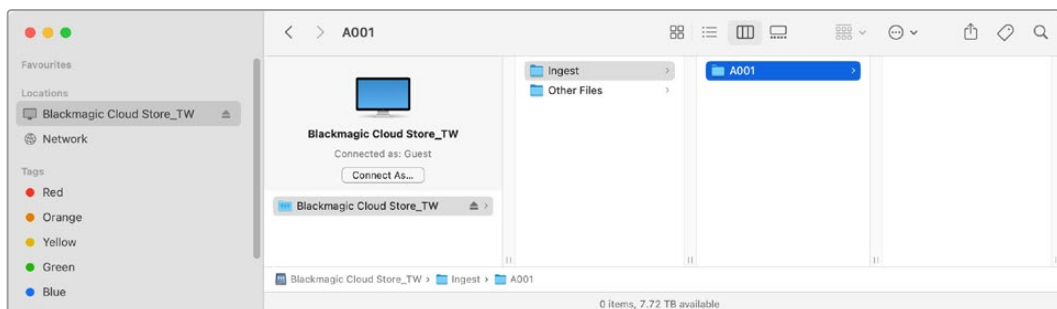 A001
Favourites
Locations
Blackmagic Cloud Store_TW
Network
Tags
Red
Orange
Yellow
Green
Blue
Blackmagic Cloud Store_TW
Connected as: Guest
Connect As...
Blackmagic Cloud Store_TW
Ingest
Other Files
A001
Blackmagic Cloud Store_TW › Ingest › A001
0 items, 7.72 TB available